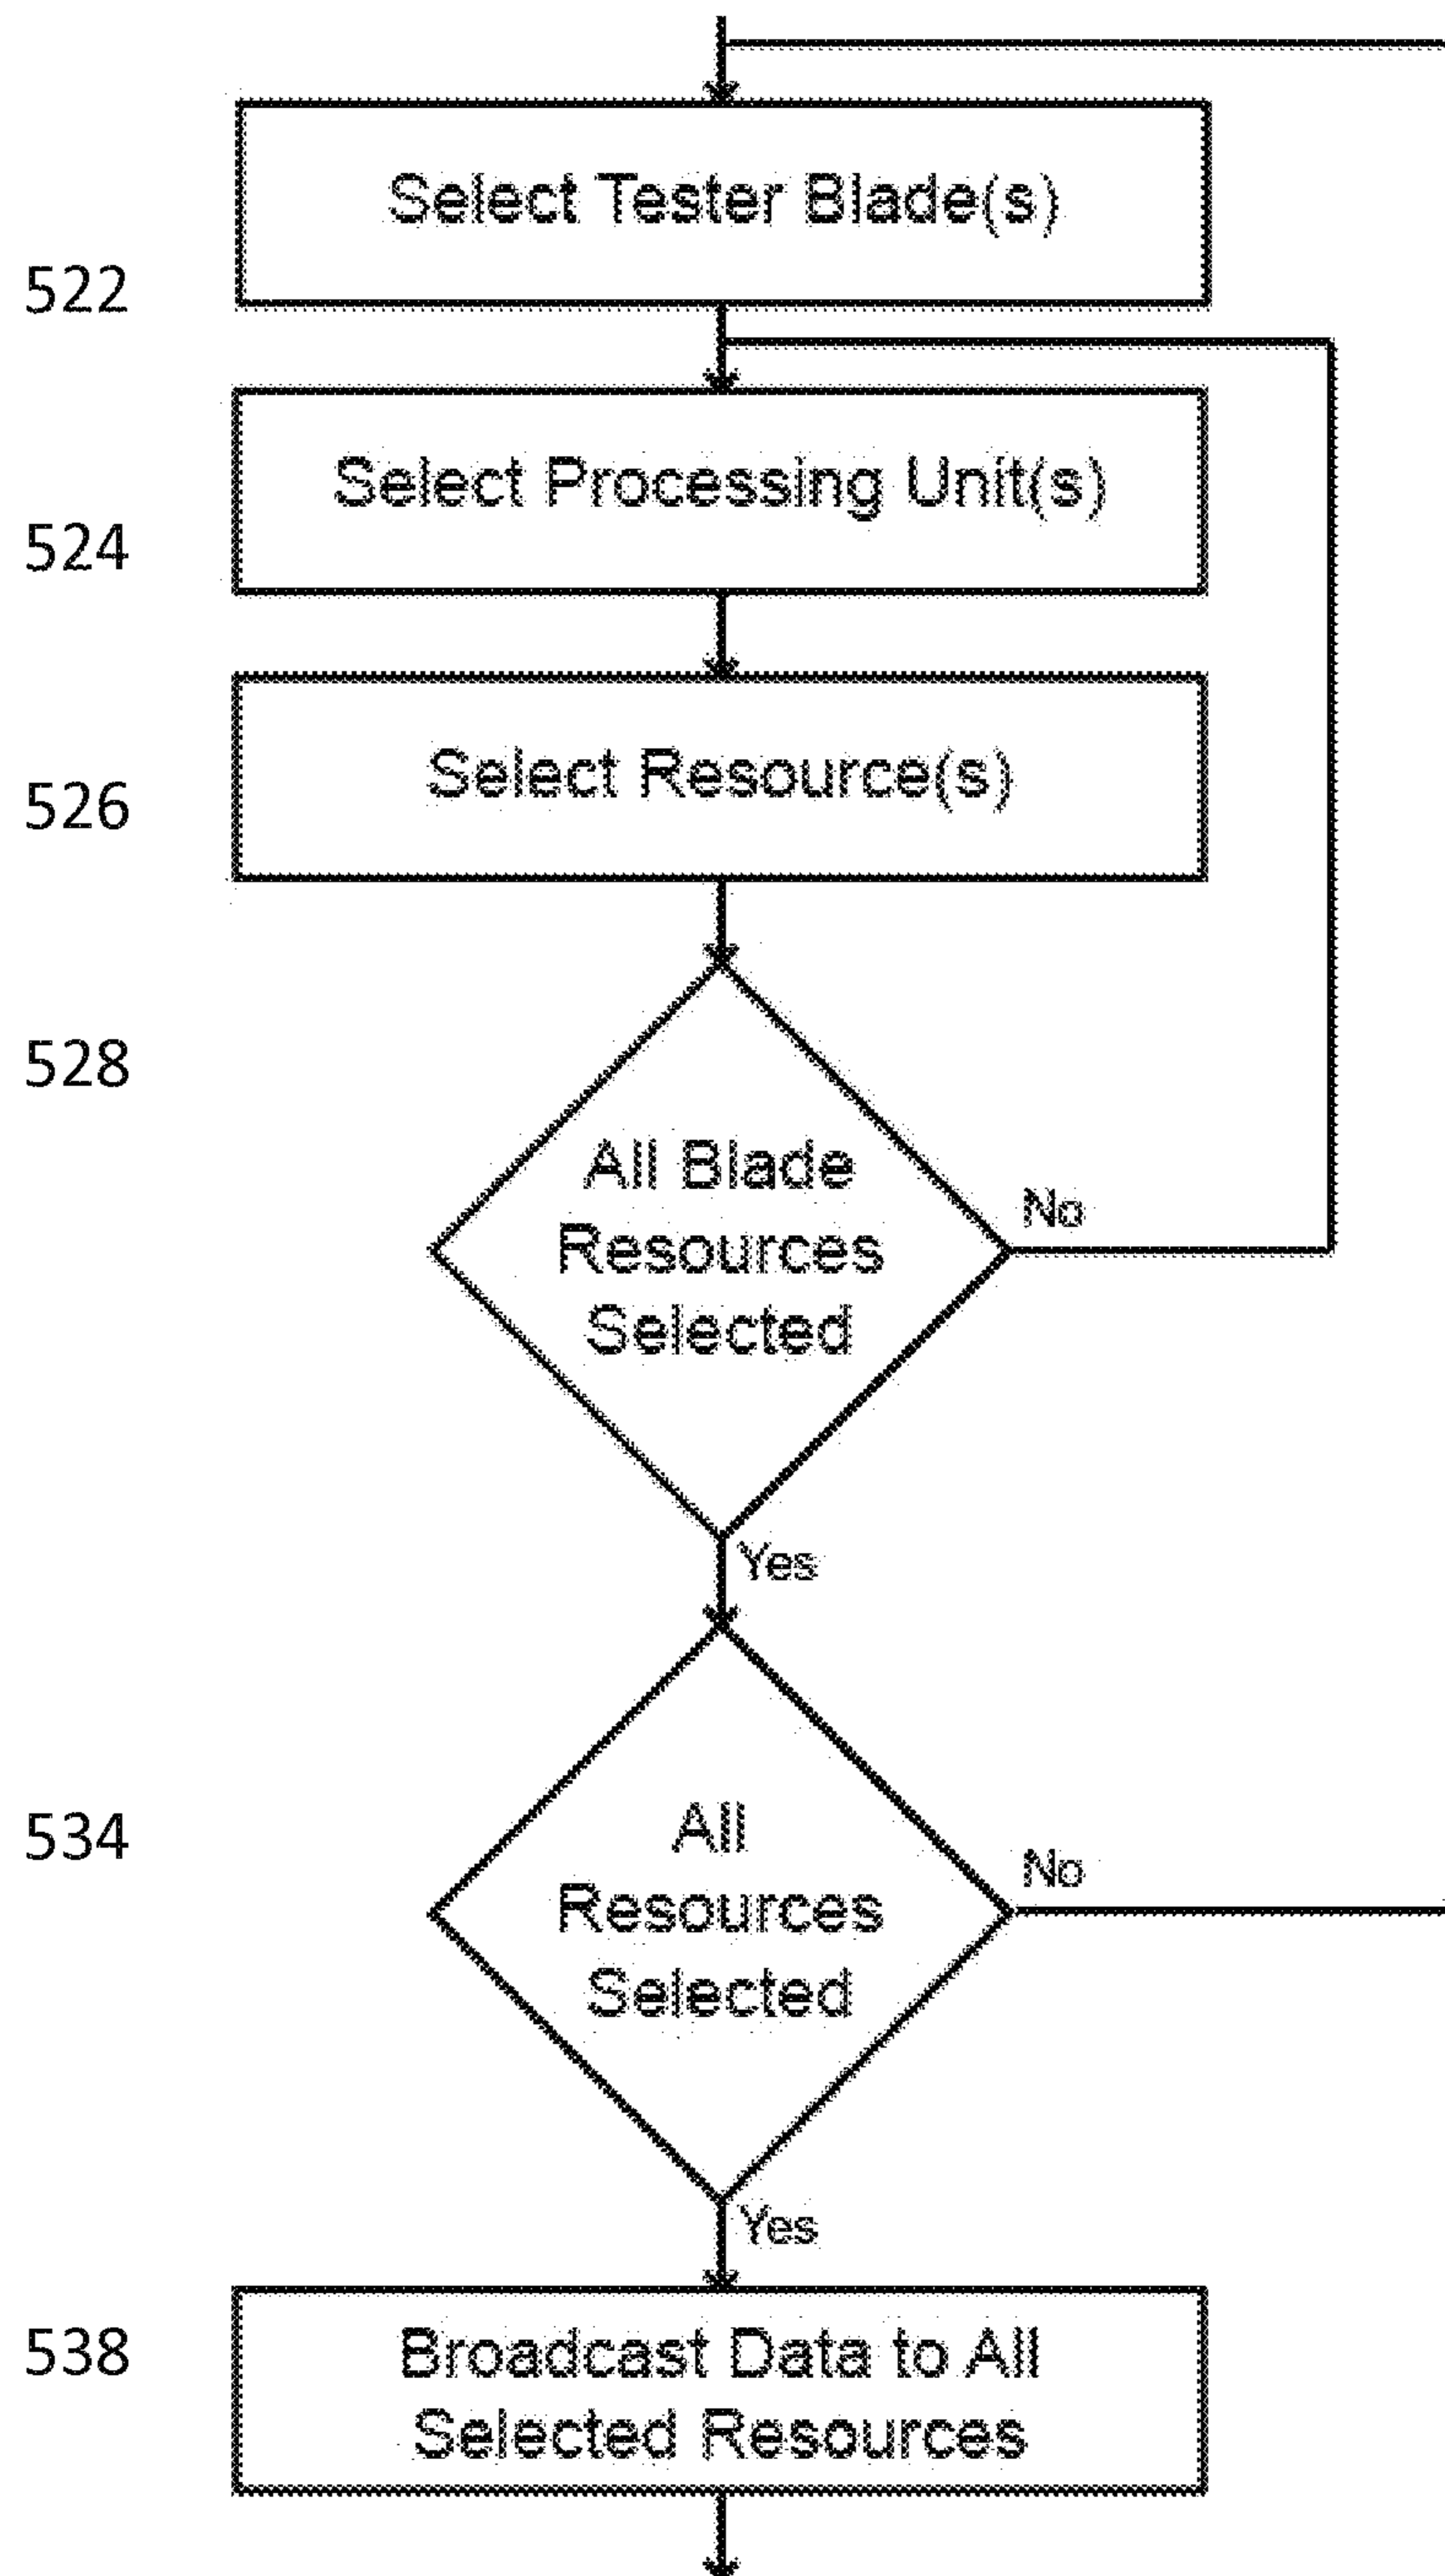 Select Tester Blade(s)
522
Select Processing Unit(s)
524
Select Resource(s)
526
528
All Blade
Resources
Selected
No
Yes
534
All
Resources
Selected
No
Yes
538
Broadcast Data to All
Selected Resources